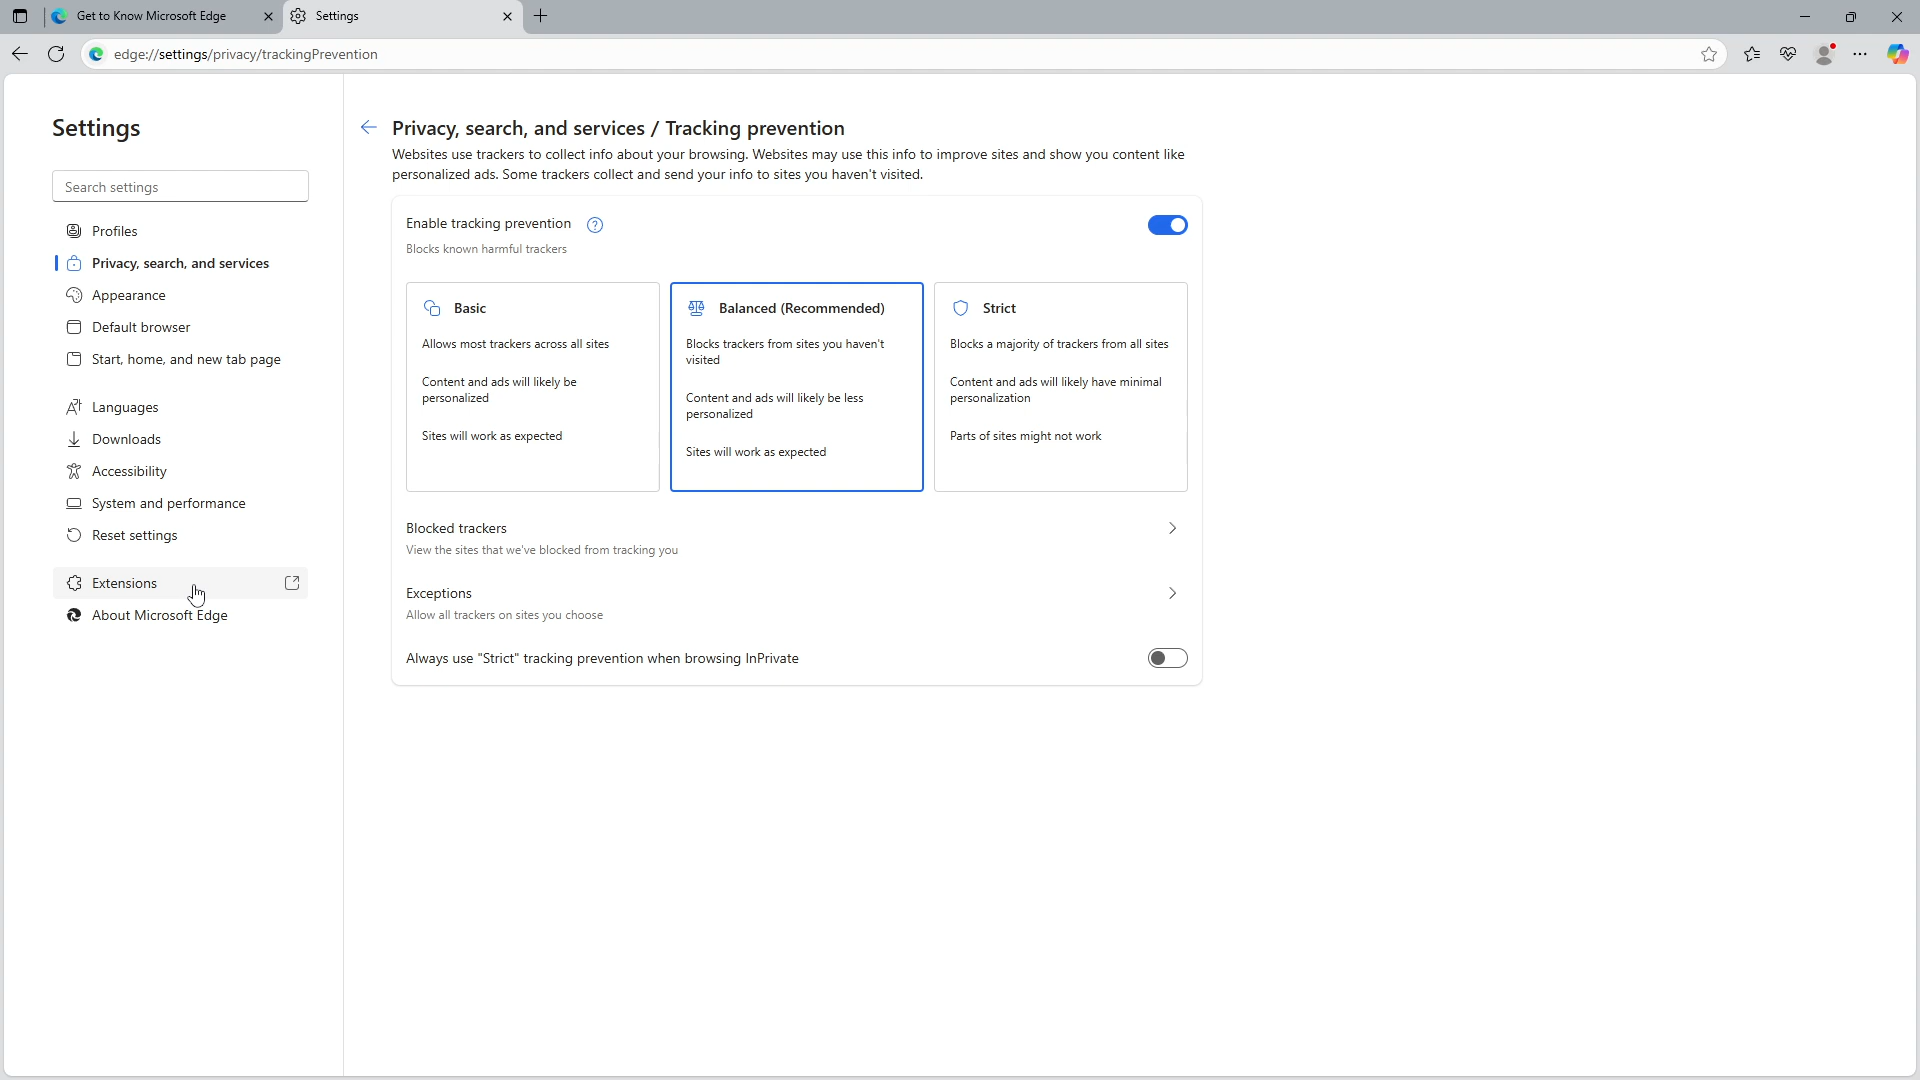 Get to Know Microsoft Edge
Settings
edge://settings/privacy/trackingPrevention
Settings
Search settings
Profiles
Privacy, search, and services
Appearance
Default browser
Start, home, and new tab page
Languages
Downloads
Accessibility
System and performance
Reset settings
Extensions
About Microsoft Edge
Privacy, search, and services / Tracking prevention
Websites use trackers to collect info about your browsing. Websites may use this info to improve sites and show you content like
personalized ads. Some trackers collect and send your info to sites you haven't visited.
Enable tracking prevention
Blocks known harmful trackers
Basic
Allows most trackers across all sites
Content and ads will likely be
personalized
Sites will work as expected
Balanced (Recommended)
Blocks trackers from sites you haven't
visited
Content and ads will likely be less
personalized
Sites will work as expected
Strict
Blocks a majority of trackers from all sites
Content and ads will likely have minimal
personalization
Parts of sites might not work
Blocked trackers
View the sites that we've blocked from tracking you
Exceptions
Allow all trackers on sites you choose
Always use "Strict" tracking prevention when browsing InPrivate